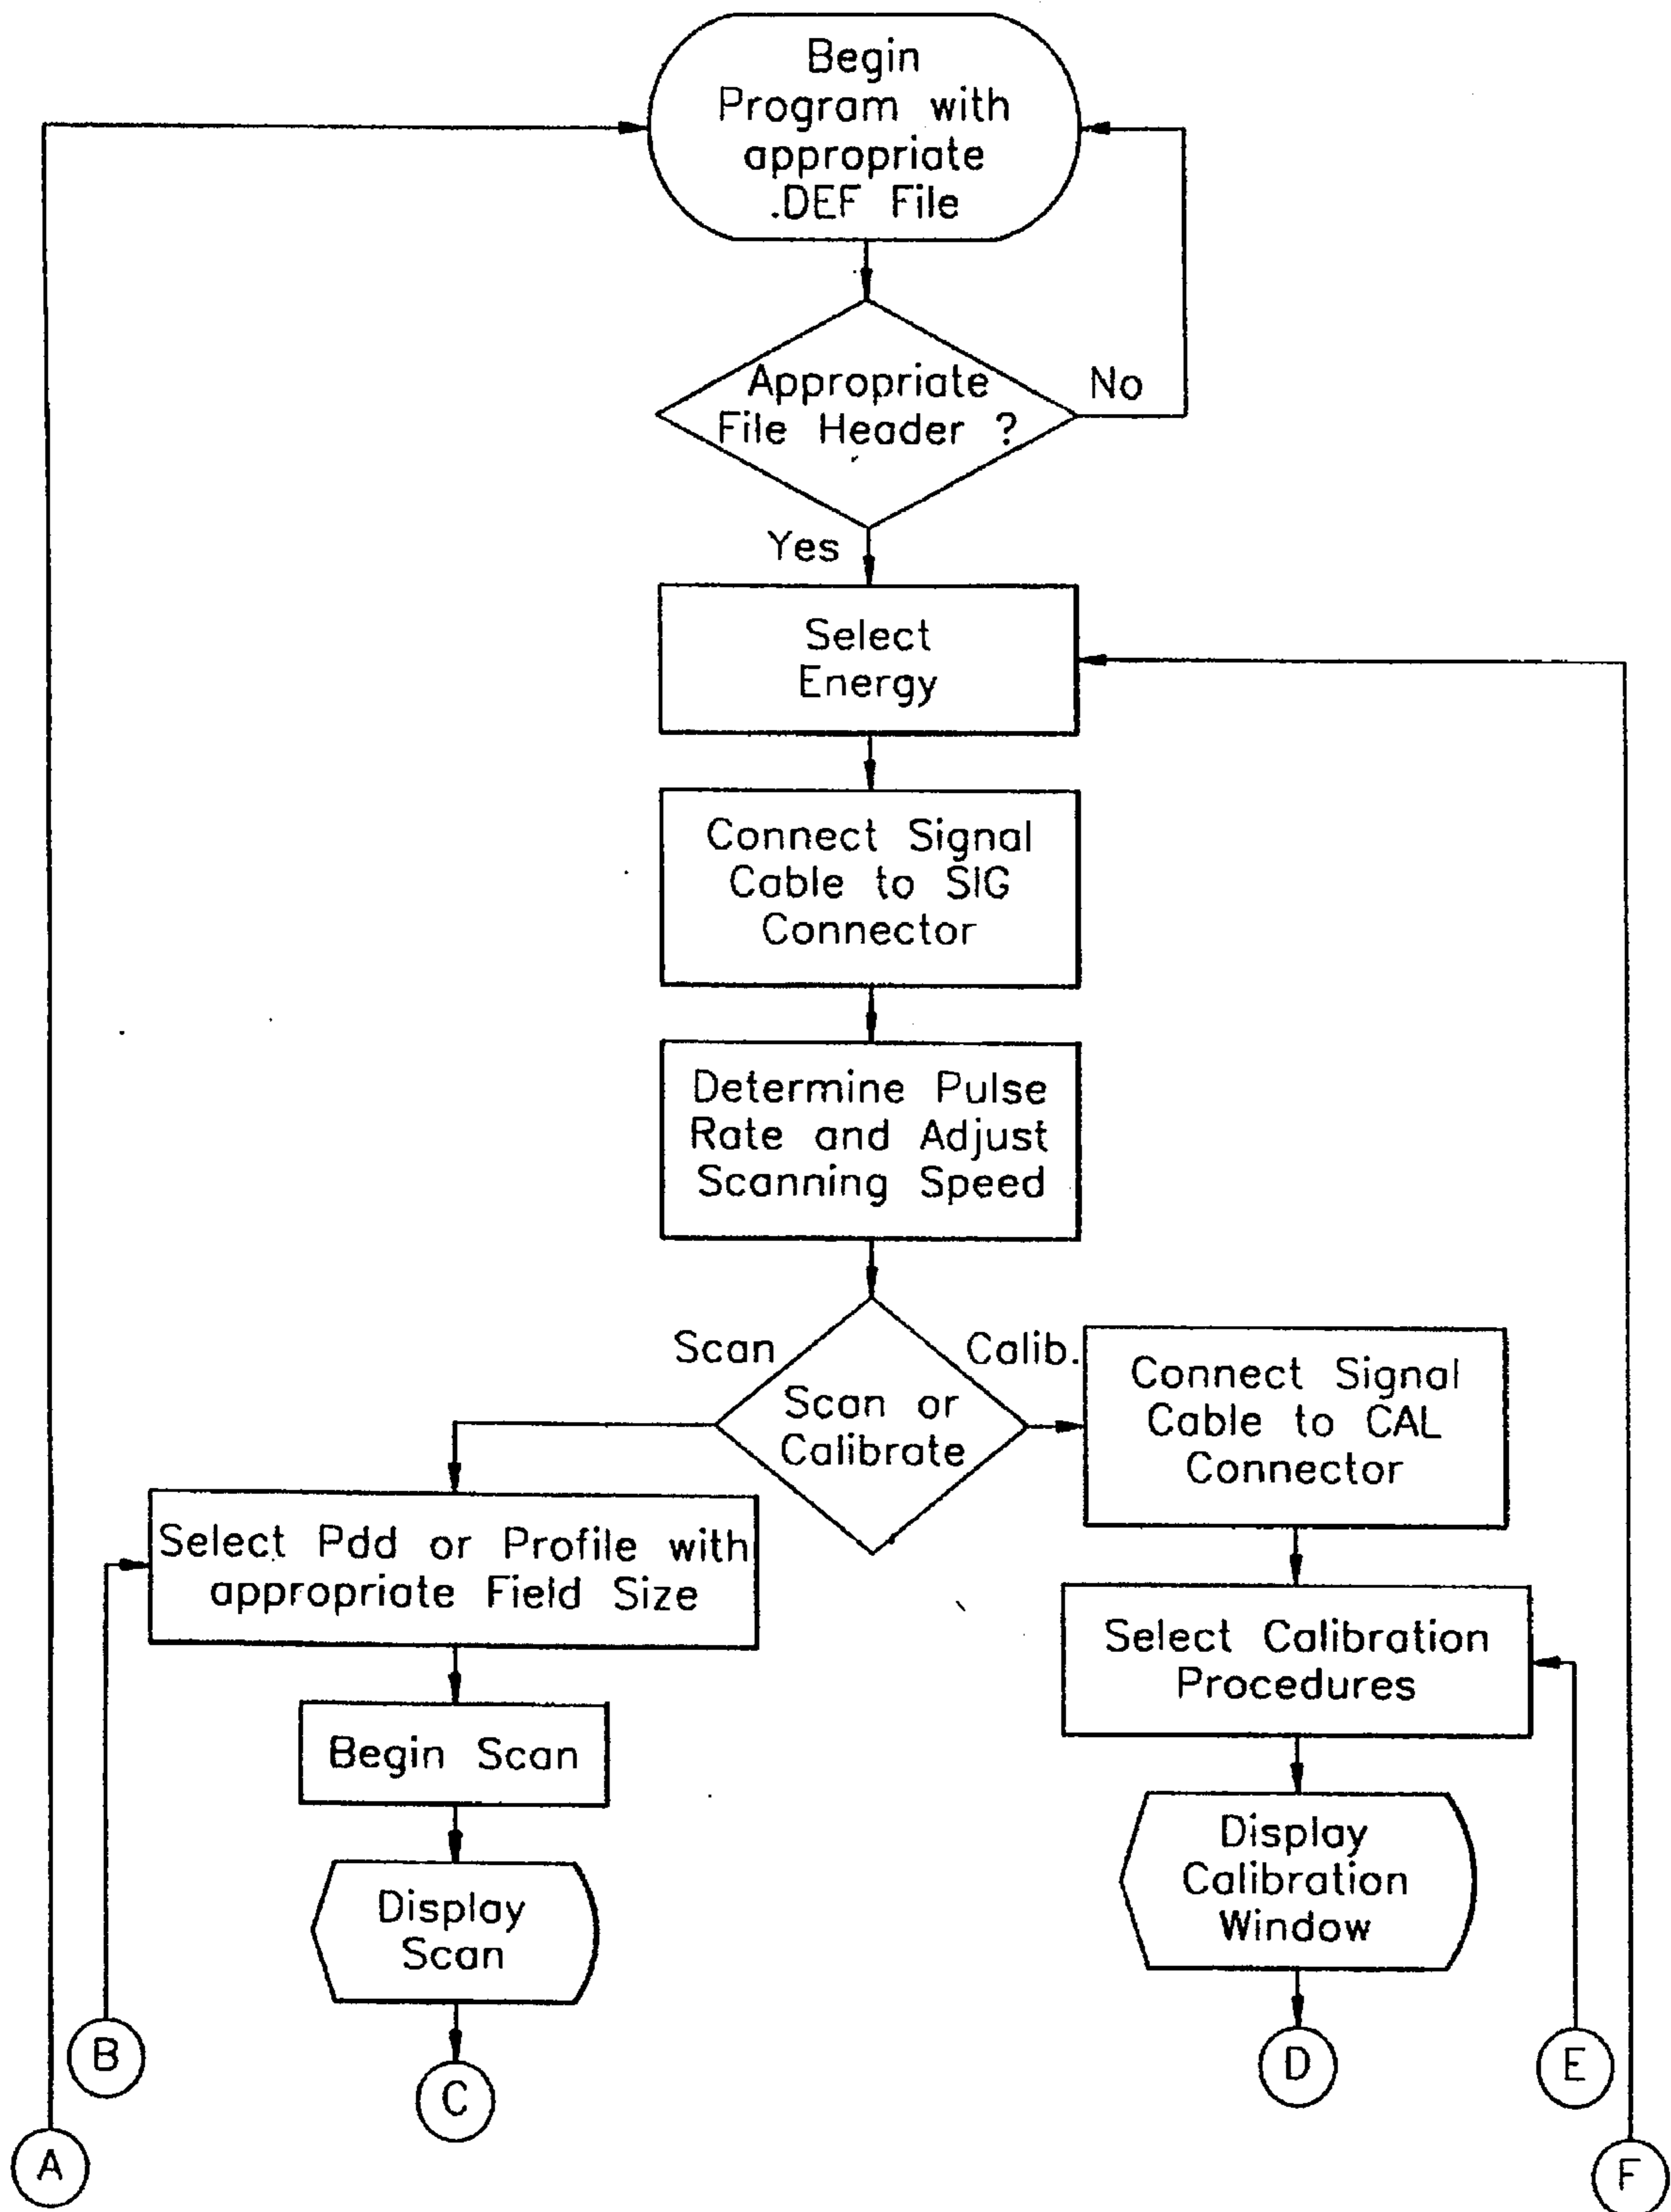 Begin
Program with
appropriate
.DEF File
Appropriate
File Header ?
No
Yes
Select
Energy
Connect Signal
Cable to SIG
Connector
Determine Pulse
Rate and Adjust
Scanning Speed
Scan
Calib.
Scan or
Calibrate
Connect Signal
Cable to CAL
Connector
Select Pdd or Profile with
appropriate Field Size
Select Calibration
Procedures
Begin Scan
Display
Scan
Display
Calibration
Window
B
C
D
E
A
F